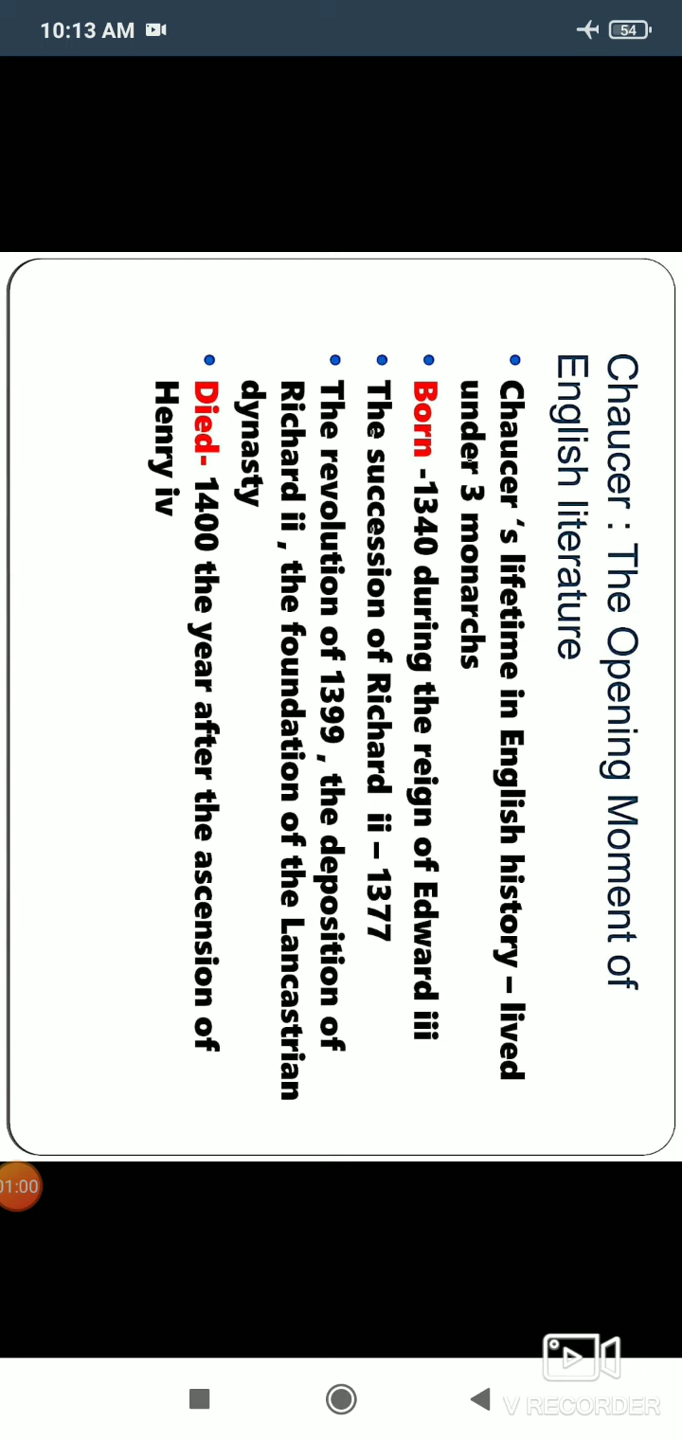 10:13 AM
54
Chaucer : The Opening Moment of
English literature
• Chaucer ‘s lifetime in English history – lived
under 3 monarchs
• Born -1340 during the reign of Edward iii
• The succession of Richard ii – 1377
• The revolution of 1399 , the deposition of
Richard ii , the foundation of the Lancastrian
dynasty
• Died- 1400 the year after the ascension of
Henry iv
01:00
V RECORDER